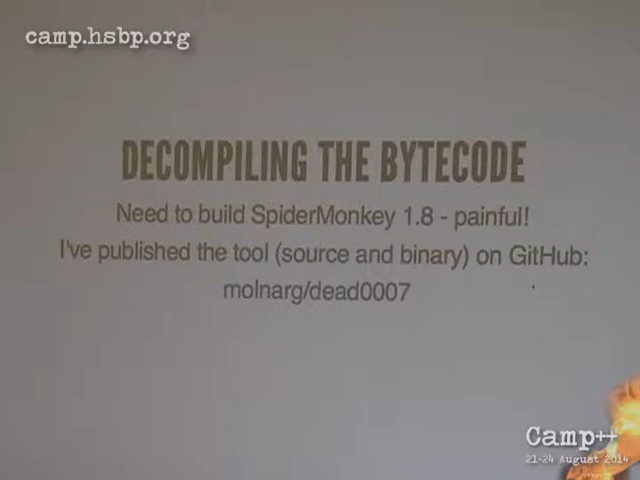 camp.hsbp.org
DECOMPILING THE BYTECODE
Need to build SpiderMonkey 1.8 - painful!
I've published the tool (source and binary) on GitHub:
molnarg/dead0007
Camp++
21-24 August 2014